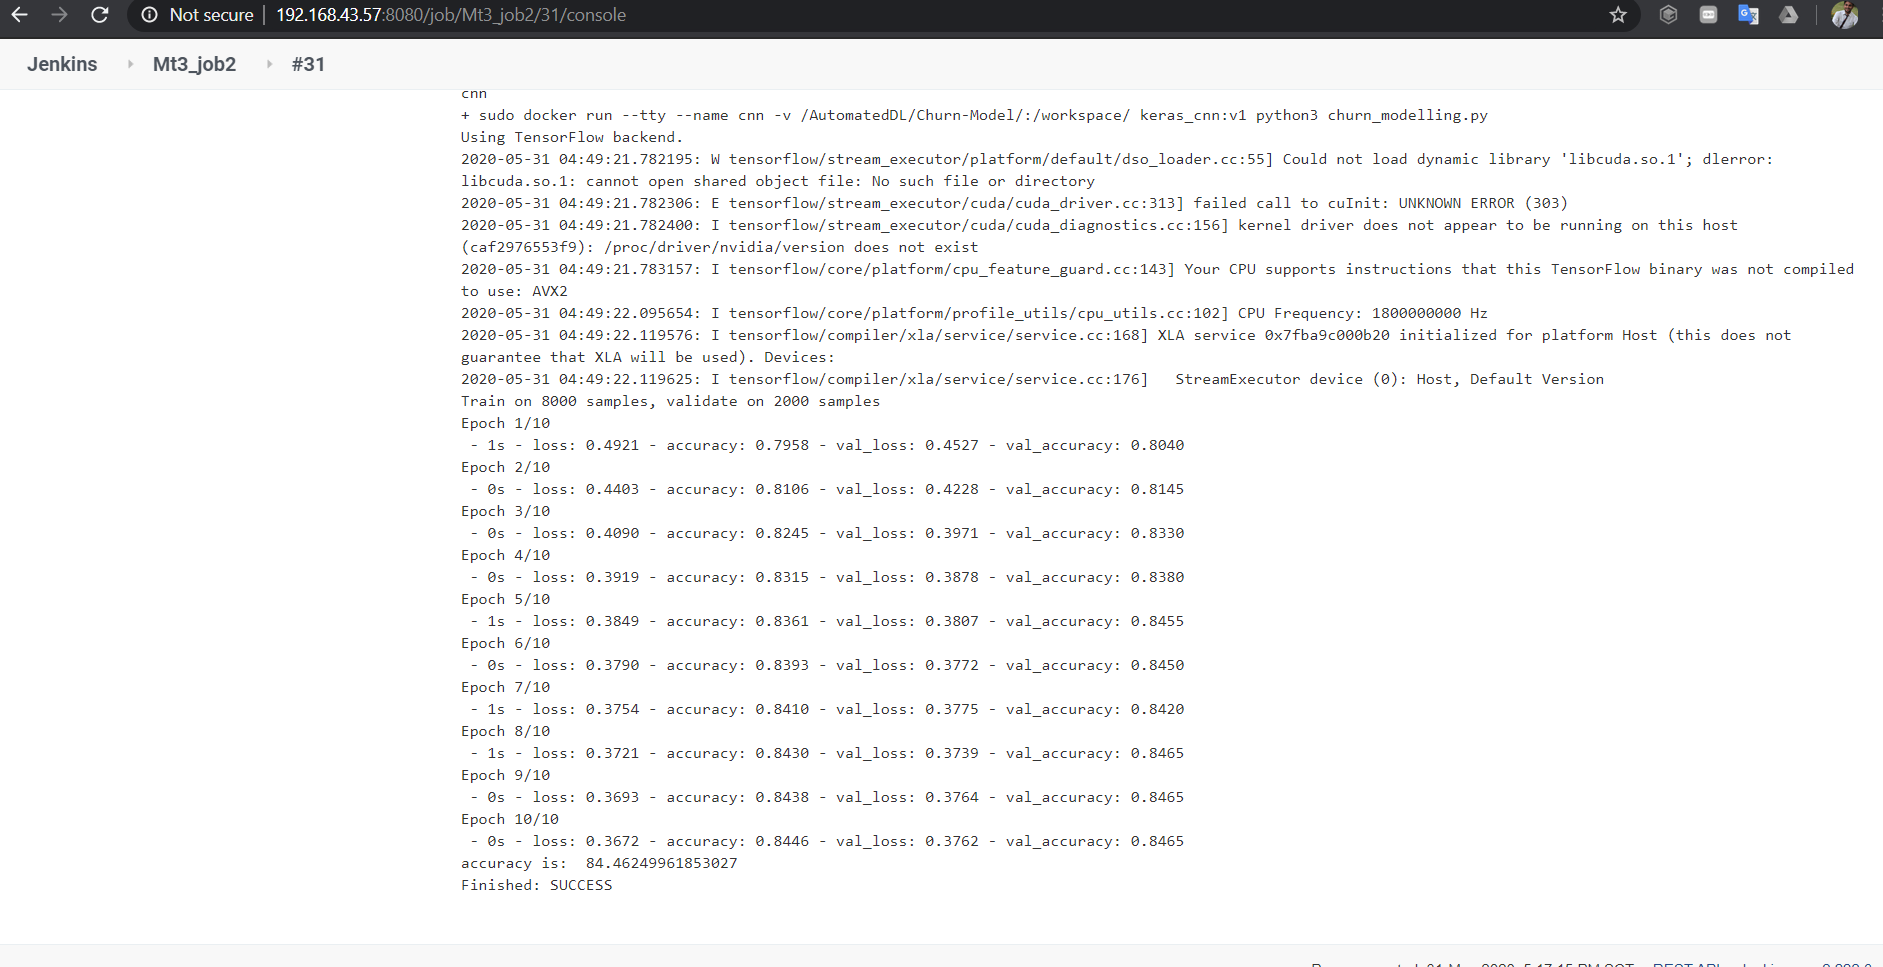 Not secure | 192.168.43.57:8080/job/Mt3_job2/31/console
Jenkins Mt3_job2 #31
cnn
+ sudo docker run --tty --name cnn -v /AutomatedDL/Churn-Model/:/workspace/ keras_cnn:v1 python3 churn_modelling.py
Using TensorFlow backend.
2020-05-31 04:49:21.782195: W tensorflow/stream_executor/platform/default/dso_loader.cc:55] Could not load dynamic library 'libcuda.so.1'; dlerror:
libcuda.so.1: cannot open shared object file: No such file or directory
2020-05-31 04:49:21.782306: E tensorflow/stream_executor/cuda/cuda_driver.cc:313] failed call to cuInit: UNKNOWN ERROR (303)
2020-05-31 04:49:21.782400: I tensorflow/stream_executor/cuda/cuda_diagnostics.cc:156] kernel driver does not appear to be running on this host
(caf2976553f9): /proc/driver/nvidia/version does not exist
2020-05-31 04:49:21.783157: I tensorflow/core/platform/cpu_feature_guard.cc:143] Your CPU supports instructions that this TensorFlow binary was not compiled
to use: AVX2
2020-05-31 04:49:22.095654: I tensorflow/core/platform/profile_utils/cpu_utils.cc:102] CPU Frequency: 1800000000 Hz
2020-05-31 04:49:22.119576: I tensorflow/compiler/xla/service/service.cc:168] XLA service 0x7fba9c000b20 initialized for platform Host (this does not
guarantee that XLA will be used). Devices:
2020-05-31 04:49:22.119625: I tensorflow/compiler/xla/service/service.cc:176]   StreamExecutor device (0): Host, Default Version
Train on 8000 samples, validate on 2000 samples
Epoch 1/10
 - 1s - loss: 0.4921 - accuracy: 0.7958 - val_loss: 0.4527 - val_accuracy: 0.8040
Epoch 2/10
 - 0s - loss: 0.4403 - accuracy: 0.8106 - val_loss: 0.4228 - val_accuracy: 0.8145
Epoch 3/10
 - 0s - loss: 0.4090 - accuracy: 0.8245 - val_loss: 0.3971 - val_accuracy: 0.8330
Epoch 4/10
 - 0s - loss: 0.3919 - accuracy: 0.8315 - val_loss: 0.3878 - val_accuracy: 0.8380
Epoch 5/10
 - 1s - loss: 0.3849 - accuracy: 0.8361 - val_loss: 0.3807 - val_accuracy: 0.8455
Epoch 6/10
 - 0s - loss: 0.3790 - accuracy: 0.8393 - val_loss: 0.3772 - val_accuracy: 0.8450
Epoch 7/10
 - 1s - loss: 0.3754 - accuracy: 0.8410 - val_loss: 0.3775 - val_accuracy: 0.8420
Epoch 8/10
 - 1s - loss: 0.3721 - accuracy: 0.8430 - val_loss: 0.3739 - val_accuracy: 0.8465
Epoch 9/10
 - 0s - loss: 0.3693 - accuracy: 0.8438 - val_loss: 0.3764 - val_accuracy: 0.8465
Epoch 10/10
 - 0s - loss: 0.3672 - accuracy: 0.8446 - val_loss: 0.3762 - val_accuracy: 0.8465
accuracy is:  84.46249961853027
Finished: SUCCESS